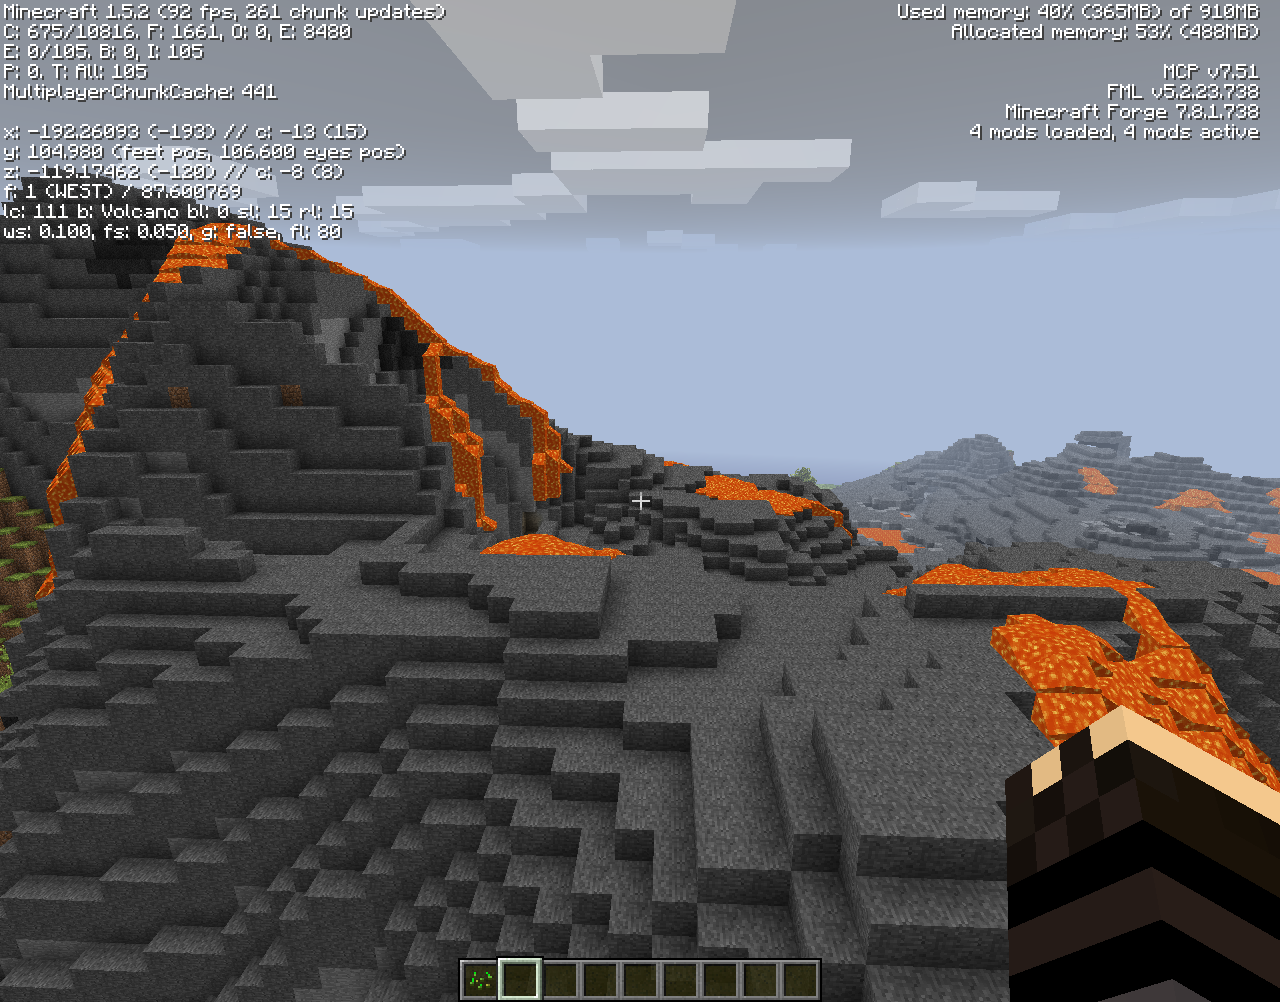 Minecraft 1.5.2 (92 fps, 261 chunk updates)
C: 675/10816. F: 1661, O: 0, E: 8480
E: 0/105. B: 0, I: 105
P: 0. T: All: 105
MultiplayerChunkCache: 441
x: -192.26093 (-193) // c: -13 (15)
y: 104.980 (feet pos, 106.600 eyes pos)
z: -119.17462 (-120) // c: -8 (8)
f: 1 (WEST) / 87.600769
lc: 111 b: Volcano bl: 0 sl: 15 rl: 15
ws: 0.100, fs: 0.050, g: false, fl: 80
Used memory: 40% (365MB) of 910MB
Allocated memory: 53% (488MB)
MCP v7.51
FML v5.2.23.738
Minecraft Forge 7.8.1.738
4 mods loaded, 4 mods active